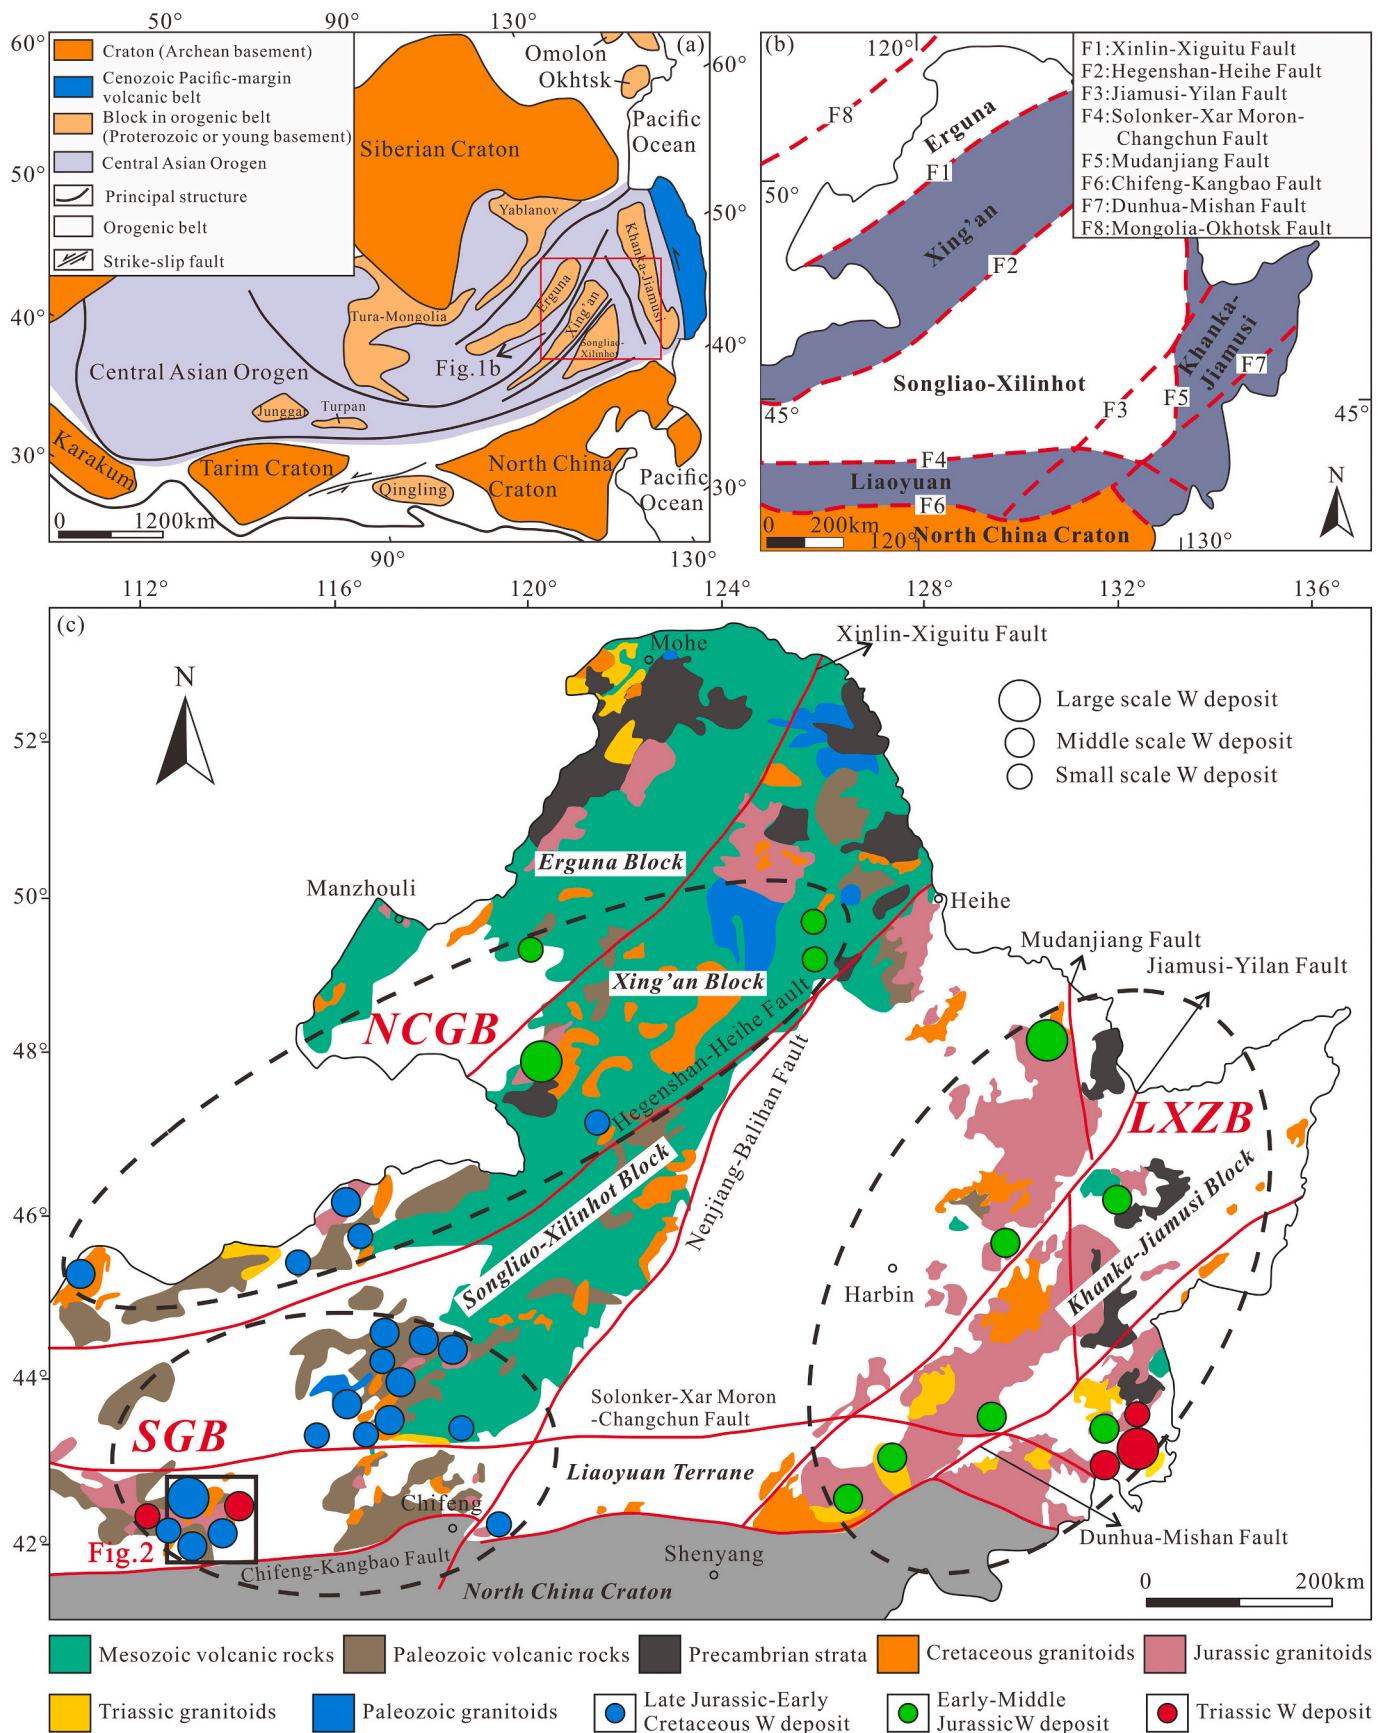 50°
90°
130°
60°
(a)
Craton (Archean basement)
Cenozoic Pacific-margin
volcanic belt
Block in orogenic belt
(Proterozoic or young basement)
Central Asian Orogen
Principal structure
Orogenic belt
Strike-slip fault
Omolon
Okhtsk
60°
Pacific
Ocean
Siberian Craton
50°
Yablanov
50°
Khanka-Jiamusi
Erguna
Xing'an
Songliao-
Xilinhot
Tura-Mongolia
40°
40°
Fig.1b
Central Asian Orogen
Junggar
Turpan
30°
Karakum
Tarim Craton
Qingling
North China
Craton
Pacific
Ocean
30°
0
1200km
90°
130°
(b)
120°
F1:Xinlin-Xiguitu Fault
F2:Hegenshan-Heihe Fault
F3:Jiamusi-Yilan Fault
F4:Solonker-Xar Moron-
Changchun Fault
F5:Mudanjiang Fault
F6:Chifeng-Kangbao Fault
F7:Dunhua-Mishan Fault
F8:Mongolia-Okhotsk Fault
F8
Erguna
F1
50°
Xing'an
F2
Khanka-
Jiamusi
F7
Songliao-Xilinhot
F3
F5
45°
45°
F4
Liaoyuan
F6
N
0
200km
120°
North China Craton
130°
112°
116°
120°
124°
128°
132°
136°
(c)
Mohe
Xinlin-Xiguitu Fault
N
Large scale W deposit
Middle scale W deposit
Small scale W deposit
52°
Erguna Block
Manzhouli
50°
Heihe
Mudanjiang Fault
Jiamusi-Yilan Fault
Xing'an Block
NCGB
Hegenshan-Heihe Fault
48°
Nenjiang-Balihan Fault
LXZB
Songliao-Xilinhot Block
46°
Khanka-Jiamusi Block
Harbin
44°
Solonker-Xar Moron
-Changchun Fault
SGB
Liaoyuan Terrane
Chifeng
42°
Fig.2
Chifeng-Kangbao Fault
Shenyang
Dunhua-Mishan Fault
North China Craton
0
200km
Mesozoic volcanic rocks
Paleozoic volcanic rocks
Precambrian strata
Cretaceous granitoids
Jurassic granitoids
Triassic granitoids
Paleozoic granitoids
Late Jurassic-Early
Cretaceous W deposit
Early-Middle
Jurassic W deposit
Triassic W deposit